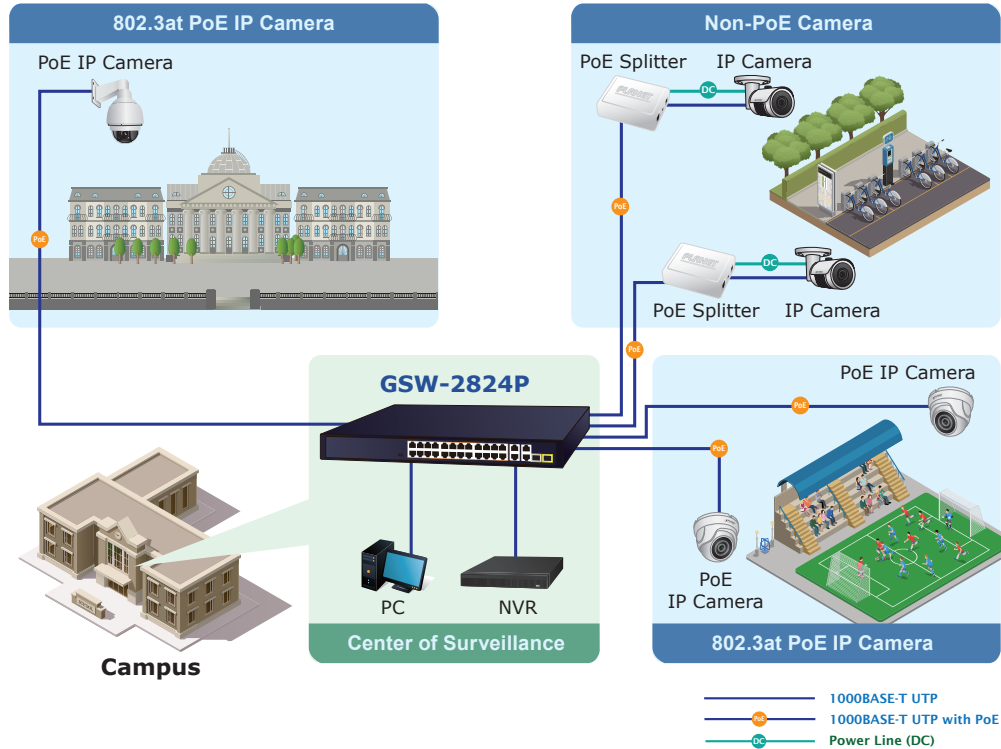 802.3at PoE IP Camera
PoE IP Camera
PoE
Non-PoE Camera
PoE Splitter
IP Camera
PLANET
DC
PoE
PLANET
DC
PoE Splitter
IP Camera
PoE
GSW-2824P
PC
NVR
Center of Surveillance
Campus
PoE IP Camera
PoE
PoE
PoE
IP Camera
802.3at PoE IP Camera
1000BASE-T UTP
PoE
1000BASE-T UTP with PoE
DC
Power Line (DC)